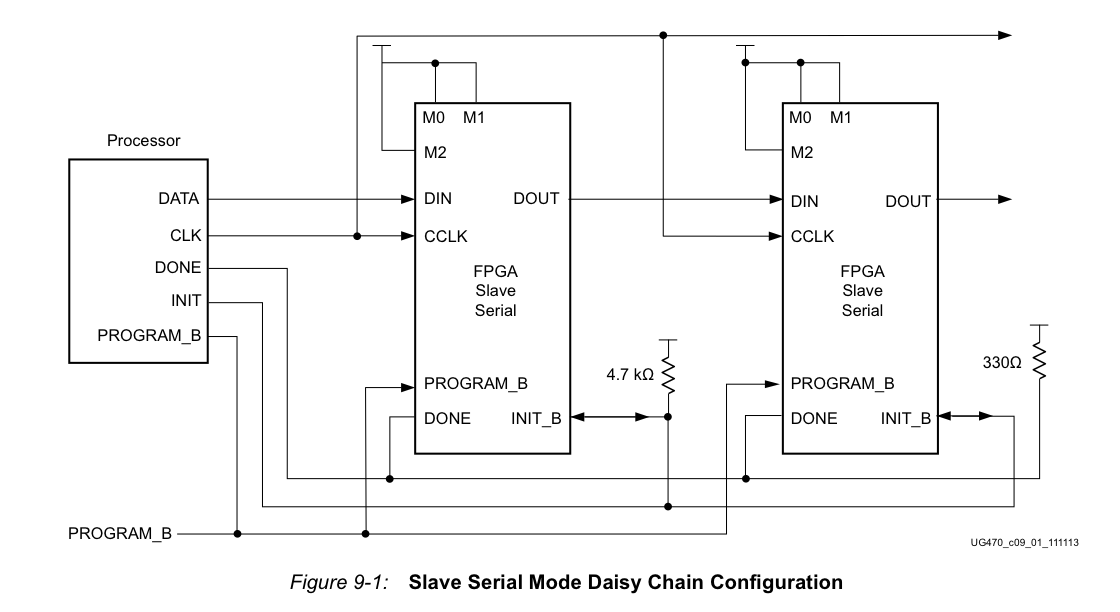 Processor
DATA
CLK
DONE
INIT
PROGRAM_B
M0 M1
M2
DIN DOUT
CCLK
FPGA
Slave
Serial
PROGRAM_B
DONE INIT_B
4.7 kΩ
M0 M1
M2
DIN DOUT
CCLK
FPGA
Slave
Serial
PROGRAM_B
DONE INIT_B
330Ω
PROGRAM_B
UG470_c09_01_111113
Figure 9-1: Slave Serial Mode Daisy Chain Configuration